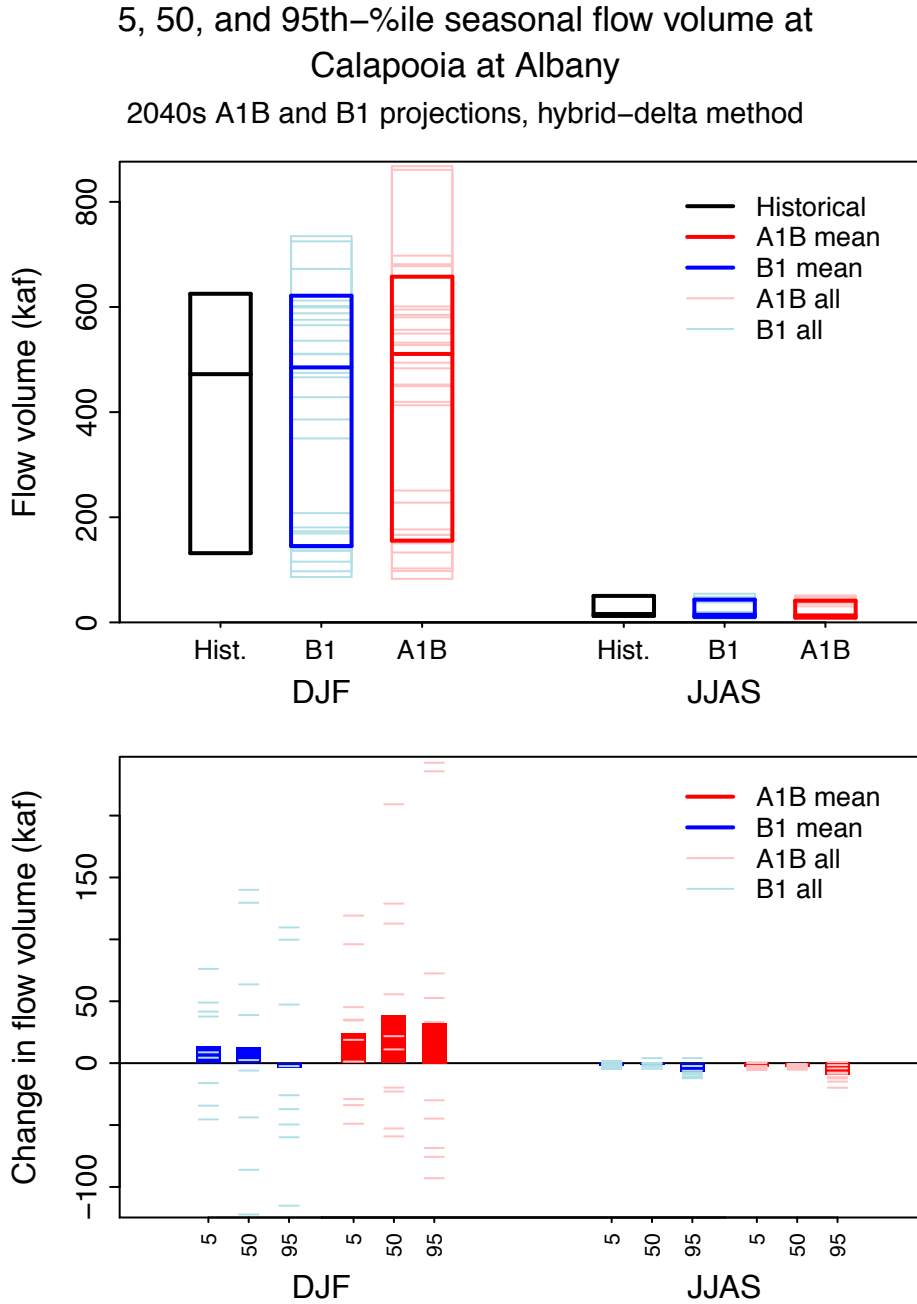 5, 50, and 95th−%ile seasonal flow volume at
Calapooia at Albany
2040s A1B and B1 projections, hybrid−delta method
Flow volume (kaf)
800
600
400
200
0
Historical
A1B mean
B1 mean
A1B all
B1 all
Hist. B1 A1B Hist. B1 A1B
DJF JJAS
Change in flow volume (kaf)
150
50
0
−100
A1B mean
B1 mean
A1B all
B1 all
5 50 95 5 50 95 5 50 95 5 50 95
DJF JJAS